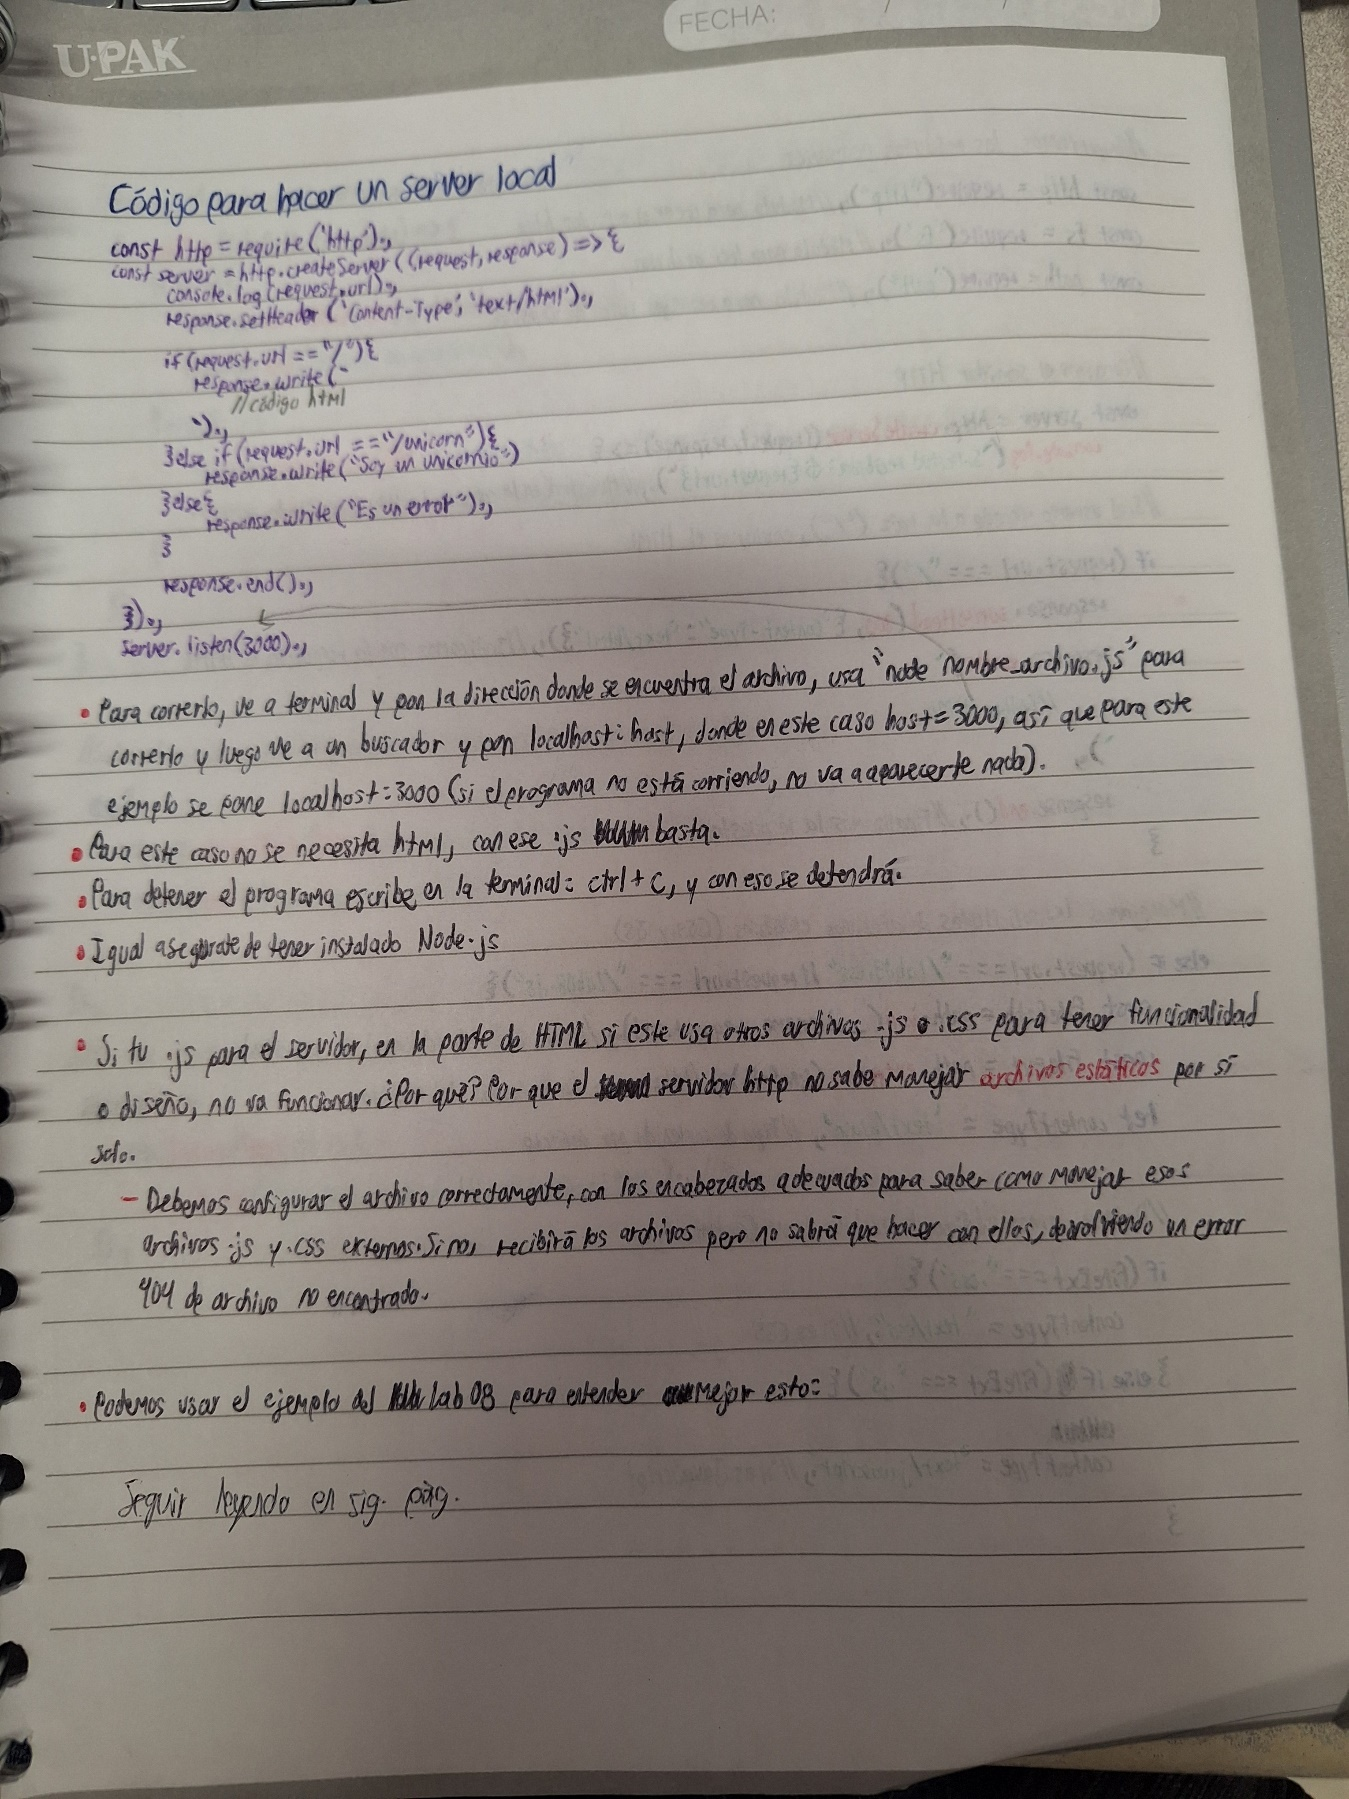 FECHA:
U·PAK
Código para hacer un server local
const http = require('http');
const server = http.createServer((request, response) => {
console.log(request.url);
response.setHeader('Content-Type', 'text/html');
if (request.url == "/"){
response.write(`
//código html
`);
}else if(request.url == "/unicorn"){
response.write("Soy un unicornio")
}else{
response.write("Es un error");
}
response.end();
});
server.listen(3000);
• Para correrlo, ve a terminal y pon la dirección donde se encuentra el archivo, usa "node nombre_archivo.js" para
correrlo y luego ve a un buscador y pon localhost:host, donde en este caso host=3000, así que para este
ejemplo se pone localhost:3000 (si el programa no está corriendo, no va a aparecerte nada).
• Para este caso no se necesita html, con ese .js basta.
• Para detener el programa escribe en la terminal: ctrl + C, y con eso se detendrá.
• Igual asegúrate de tener instalado Node.js
• Si tu .js para el servidor, en la parte de HTML si este usa otros archivos .js o .css para tener funcionalidad
o diseño, no va funcionar. ¿Por qué? Por que el servidor http no sabe manejar archivos estáticos por sí
solo.
– Debemos configurar el archivo correctamente, con los encabezados adecuados para saber como manejar esos
archivos .js y .css externos. Si no, recibirá los archivos pero no sabrá que hacer con ellos, devolviendo un error
404 de archivo no encontrado.
• Podemos usar el ejemplo del Lab 08 para entender mejor esto:
Seguir leyendo en sig. pág.